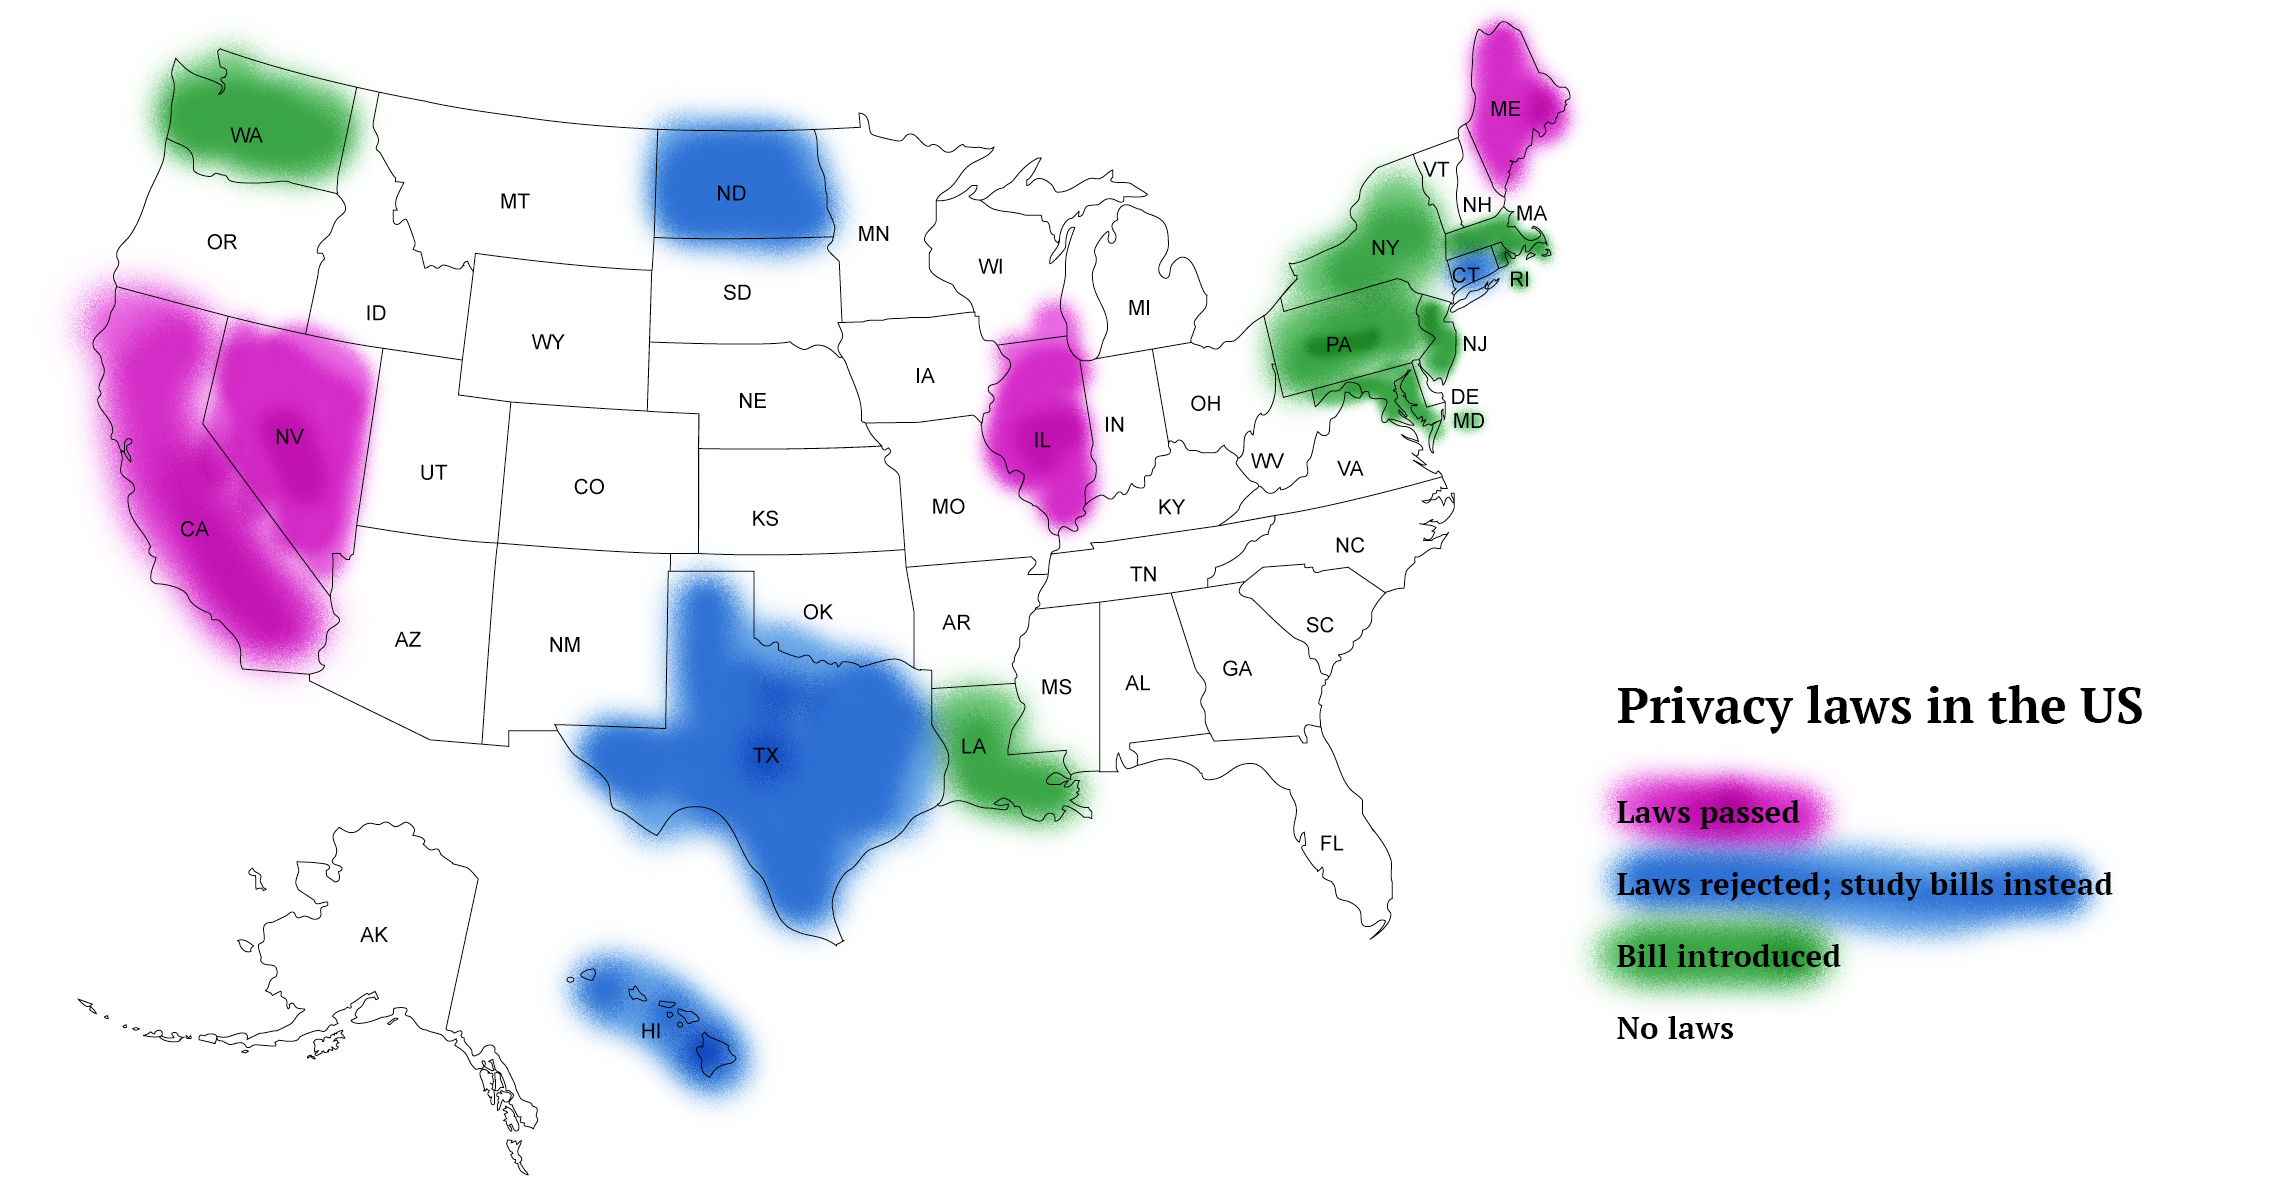 ME
WA
VT
ND
MT
NH
MA
MN
OR
NY
WI
CT
RI
SD
MI
ID
WY
PA
NJ
IA
NE
OH
DE
MD
IN
NV
IL
WV
VA
UT
CO
MO
KY
KS
CA
NC
TN
OK
AR
SC
AZ
NM
GA
MS
AL
Privacy laws in the US
LA
TX
Laws passed
FL
Laws rejected; study bills instead
AK
Bill introduced
HI
No laws